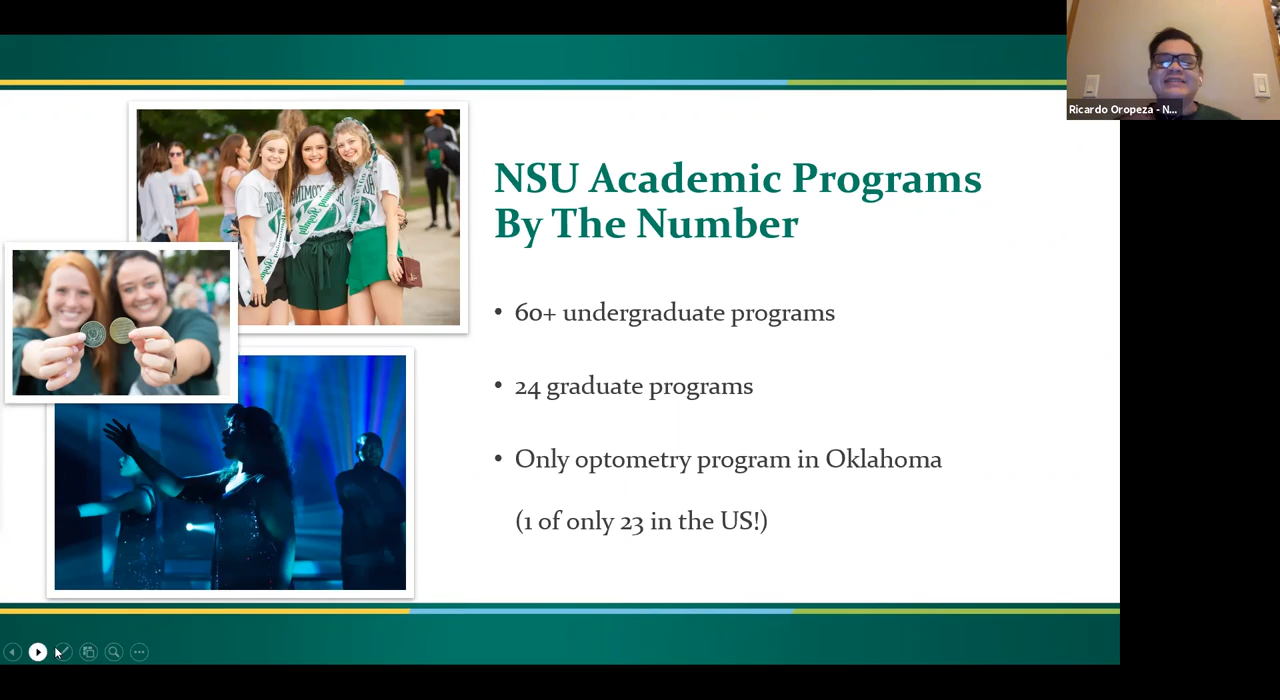 NSU Academic Programs
By The Number
• 60+ undergraduate programs
• 24 graduate programs
• Only optometry program in Oklahoma
(1 of only 23 in the US!)
Ricardo Oropeza - N...